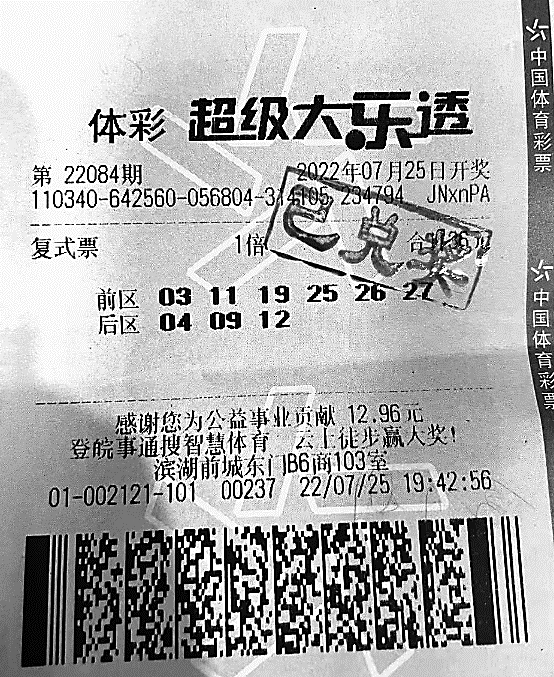 体彩 超级大乐透
第 22084期 2022年07月25日开奖
110340-642560-056804-314105 234794 JNxnPA
复式票 1倍 合计36元
已兑奖
前区 03 11 19 25 26 27
后区 04 09 12
感谢您为公益事业贡献 12.96元
登皖事通搜智慧体育 云上徒步赢大奖!
滨湖前城东门B6商103室
01-002121-101 00237 22/07/25 19:42:56
中国体育彩票
中国体育彩票